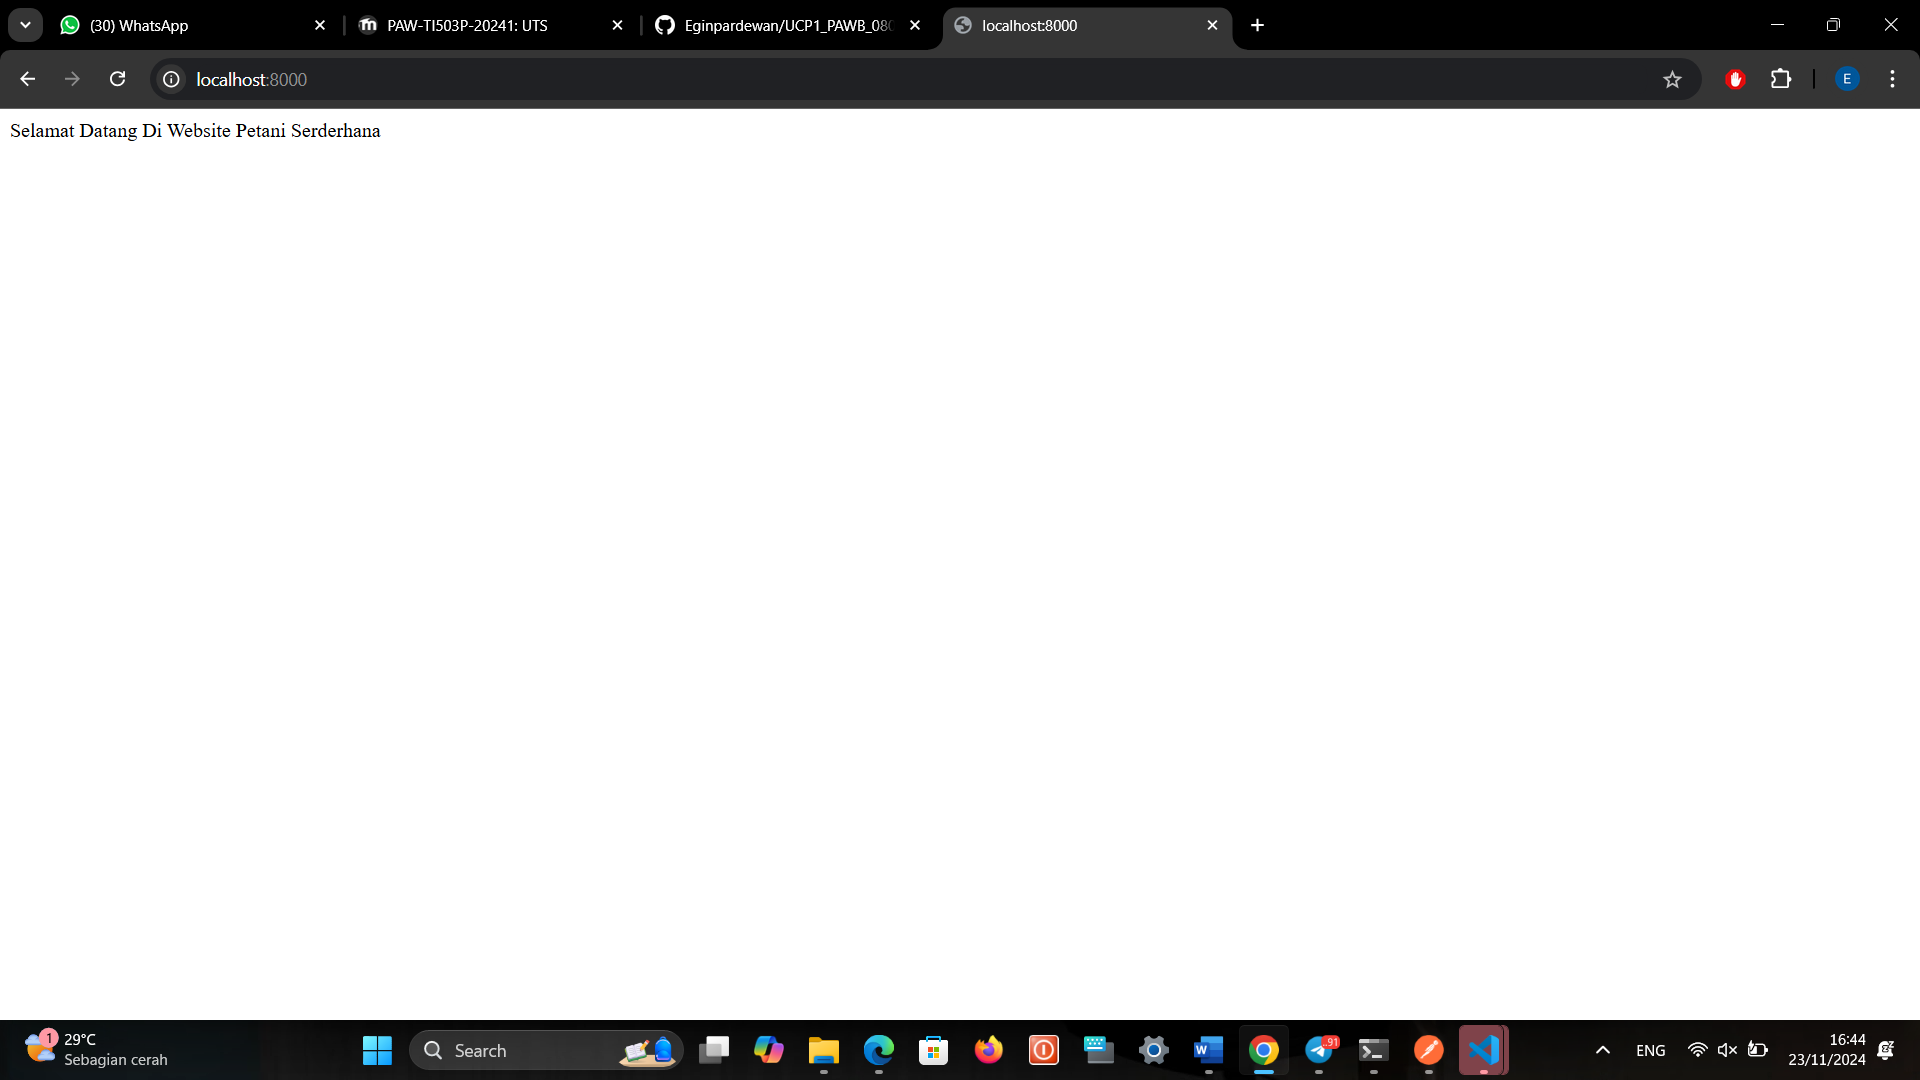 (30) WhatsApp
PAW-TI503P-20241: UTS
Eginpardewan/UCP1_PAWB_080
localhost:8000
localhost:8000
E
Selamat Datang Di Website Petani Serderhana
1
29°C
Sebagian cerah
Search
91
ENG
16:44
23/11/2024